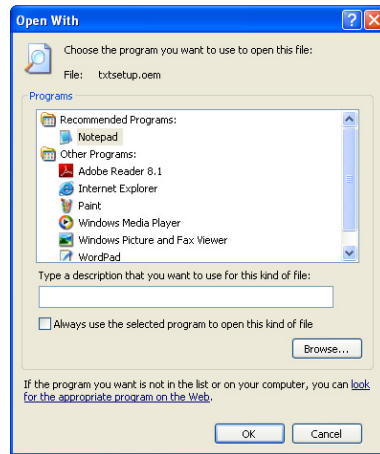 Open With
Choose the program you want to use to open this file:
File: txtsetup.oem
Programs
Recommended Programs:
Notepad
Other Programs:
Adobe Reader 8.1
Internet Explorer
Paint
Windows Media Player
Windows Picture and Fax Viewer
WordPad
Type a description that you want to use for this kind of file:
Always use the selected program to open this kind of file
Browse...
If the program you want is not in the list or on your computer, you can look
for the appropriate program on the Web.
OK Cancel